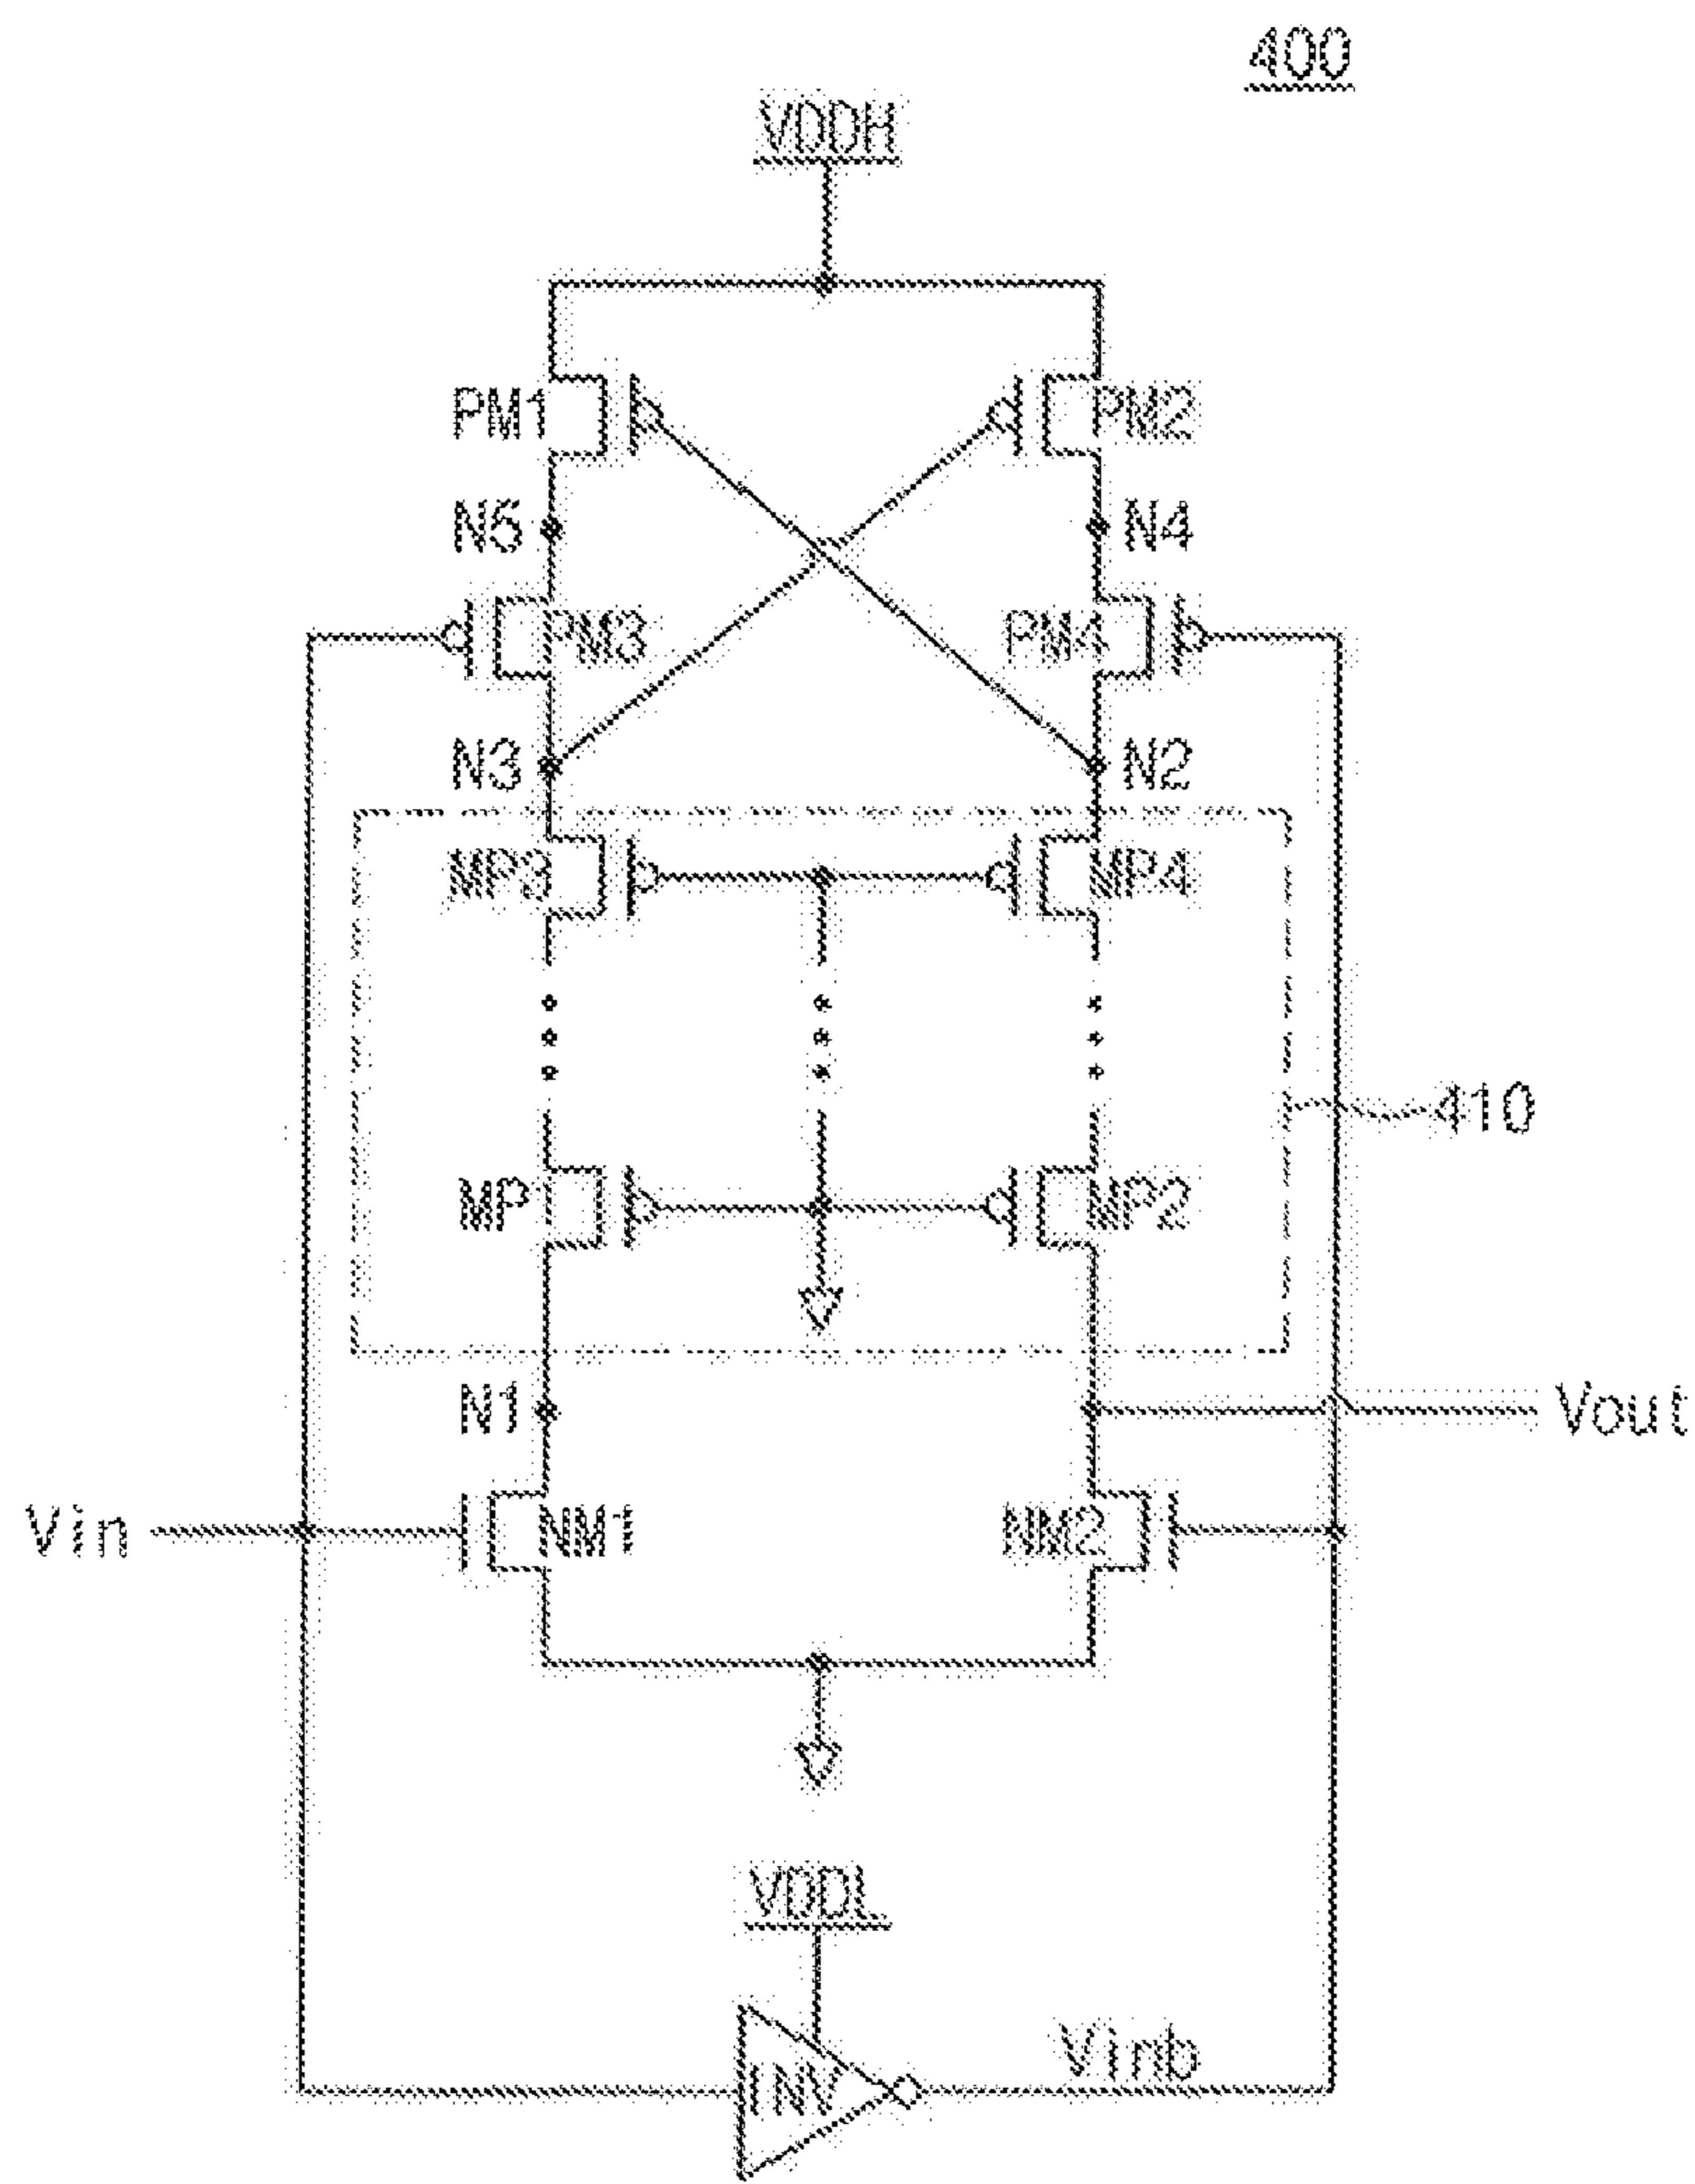 400
VDDH
PM1
PM2
N5
N4
PM3
PM4
N3
N2
MP3
MP4
410
MP1
MP2
N1
Vout
Vin
NM1
NM2
VDDL
INV
Vinb